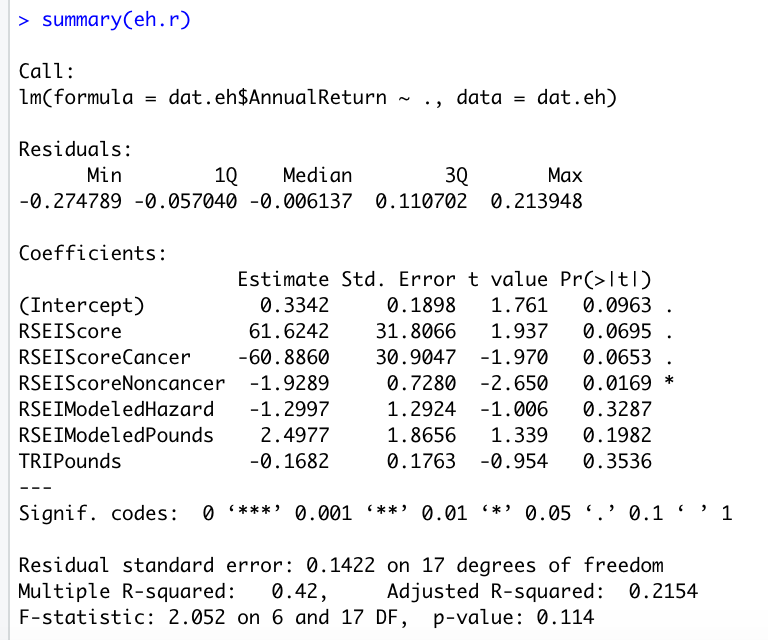 > summary(eh.r)
Call:
lm(formula = dat.eh$AnnualReturn ~ ., data = dat.eh)
Residuals:
      Min        1Q    Median        3Q       Max
-0.274789 -0.057040 -0.006137  0.110702  0.213948
Coefficients:
                   Estimate Std. Error t value Pr(>|t|)
(Intercept)          0.3342     0.1898   1.761   0.0963 .
RSEIScore           61.6242    31.8066   1.937   0.0695 .
RSEIScoreCancer    -60.8860    30.9047  -1.970   0.0653 .
RSEIScoreNoncancer  -1.9289     0.7280  -2.650   0.0169 *
RSEIModeledHazard   -1.2997     1.2924  -1.006   0.3287
RSEIModeledPounds    2.4977     1.8656   1.339   0.1982
TRIPounds           -0.1682     0.1763  -0.954   0.3536
---
Signif. codes:  0 ‘***’ 0.001 ‘**’ 0.01 ‘*’ 0.05 ‘.’ 0.1 ‘ ’ 1
Residual standard error: 0.1422 on 17 degrees of freedom
Multiple R-squared:   0.42,	Adjusted R-squared:  0.2154
F-statistic: 2.052 on 6 and 17 DF,  p-value: 0.114